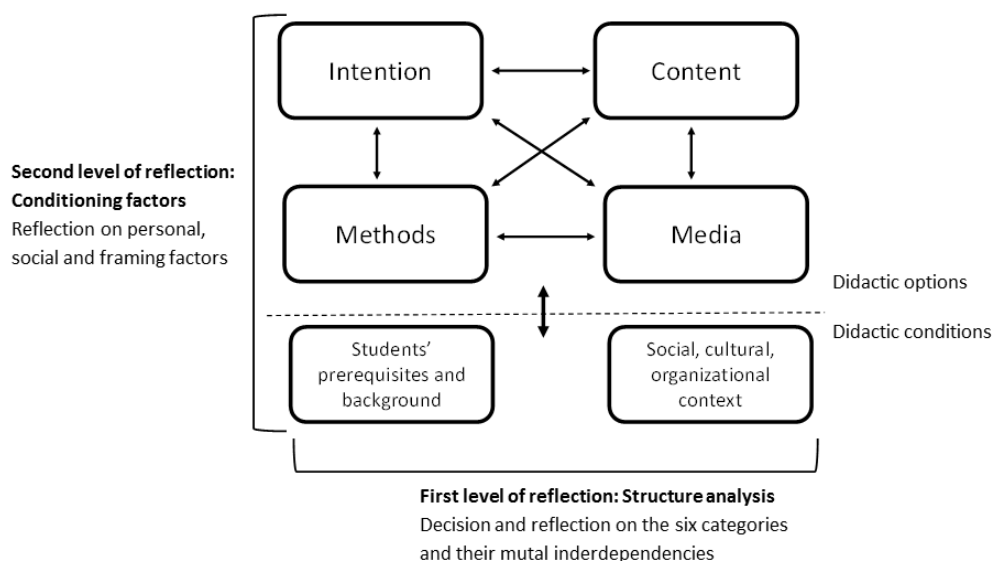 Intention
Content
Second level of reflection:
Conditioning factors
Reflection on personal,
social and framing factors
Methods
Media
Didactic options
Didactic conditions
Students’
prerequisites and
background
Social, cultural,
organizational
context
First level of reflection: Structure analysis
Decision and reflection on the six categories
and their mutal inderdependencies